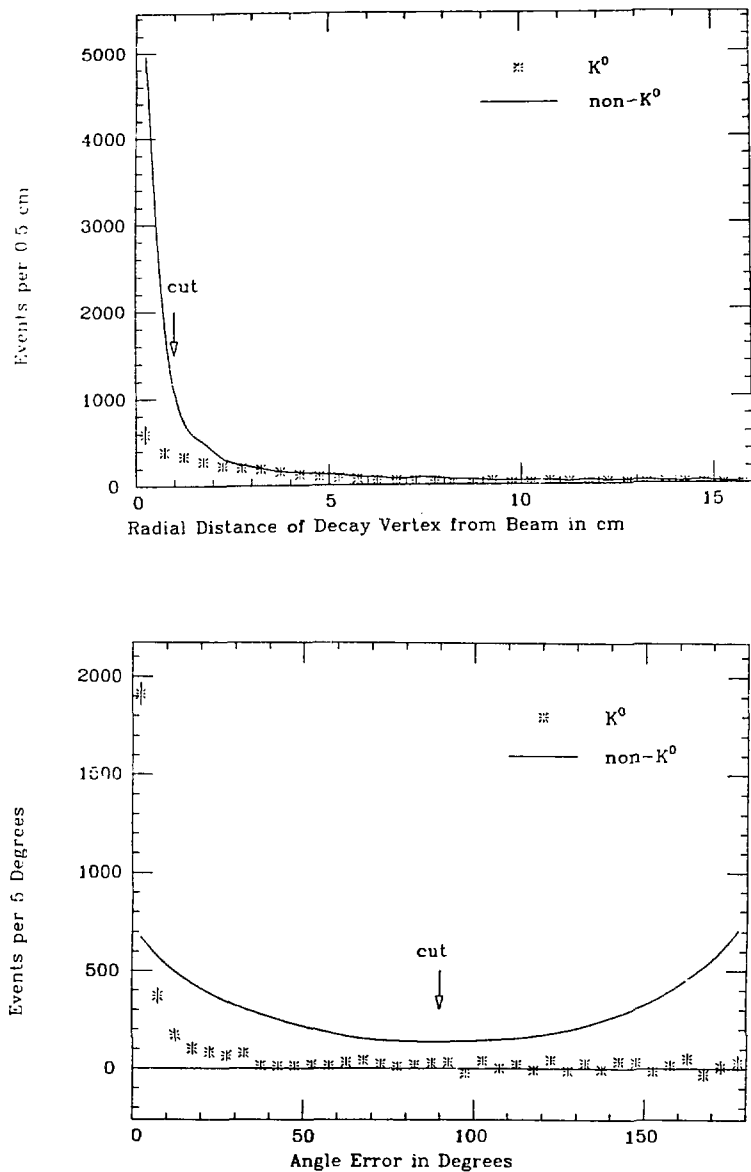 5000
4000
3000
2000
1000
0
Events per 0.5 cm
K⁰
non-K⁰
cut
0
5
10
15
Radial Distance of Decay Vertex from Beam in cm
2000
1500
1000
500
0
Events per 5 Degrees
K⁰
non-K⁰
cut
0
50
100
150
Angle Error in Degrees